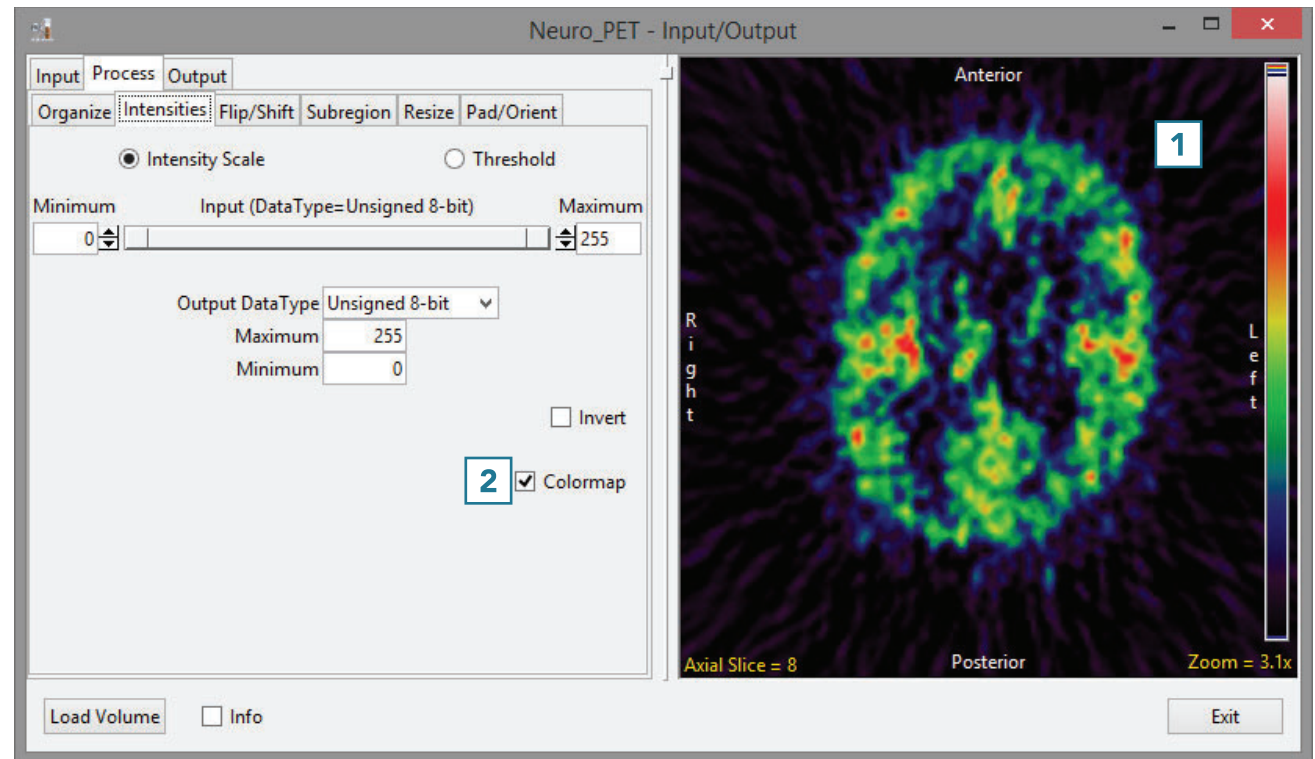 Neuro_PET - Input/Output
Input Process Output
Organize Intensities Flip/Shift Subregion Resize Pad/Orient
Intensity Scale Threshold
Minimum Input (DataType=Unsigned 8-bit) Maximum
0 255
Output DataType Unsigned 8-bit
Maximum 255
Minimum 0
Invert
2 Colormap
Load Volume Info
Anterior
1
Right
Left
Axial Slice = 8 Posterior Zoom = 3.1x
Exit